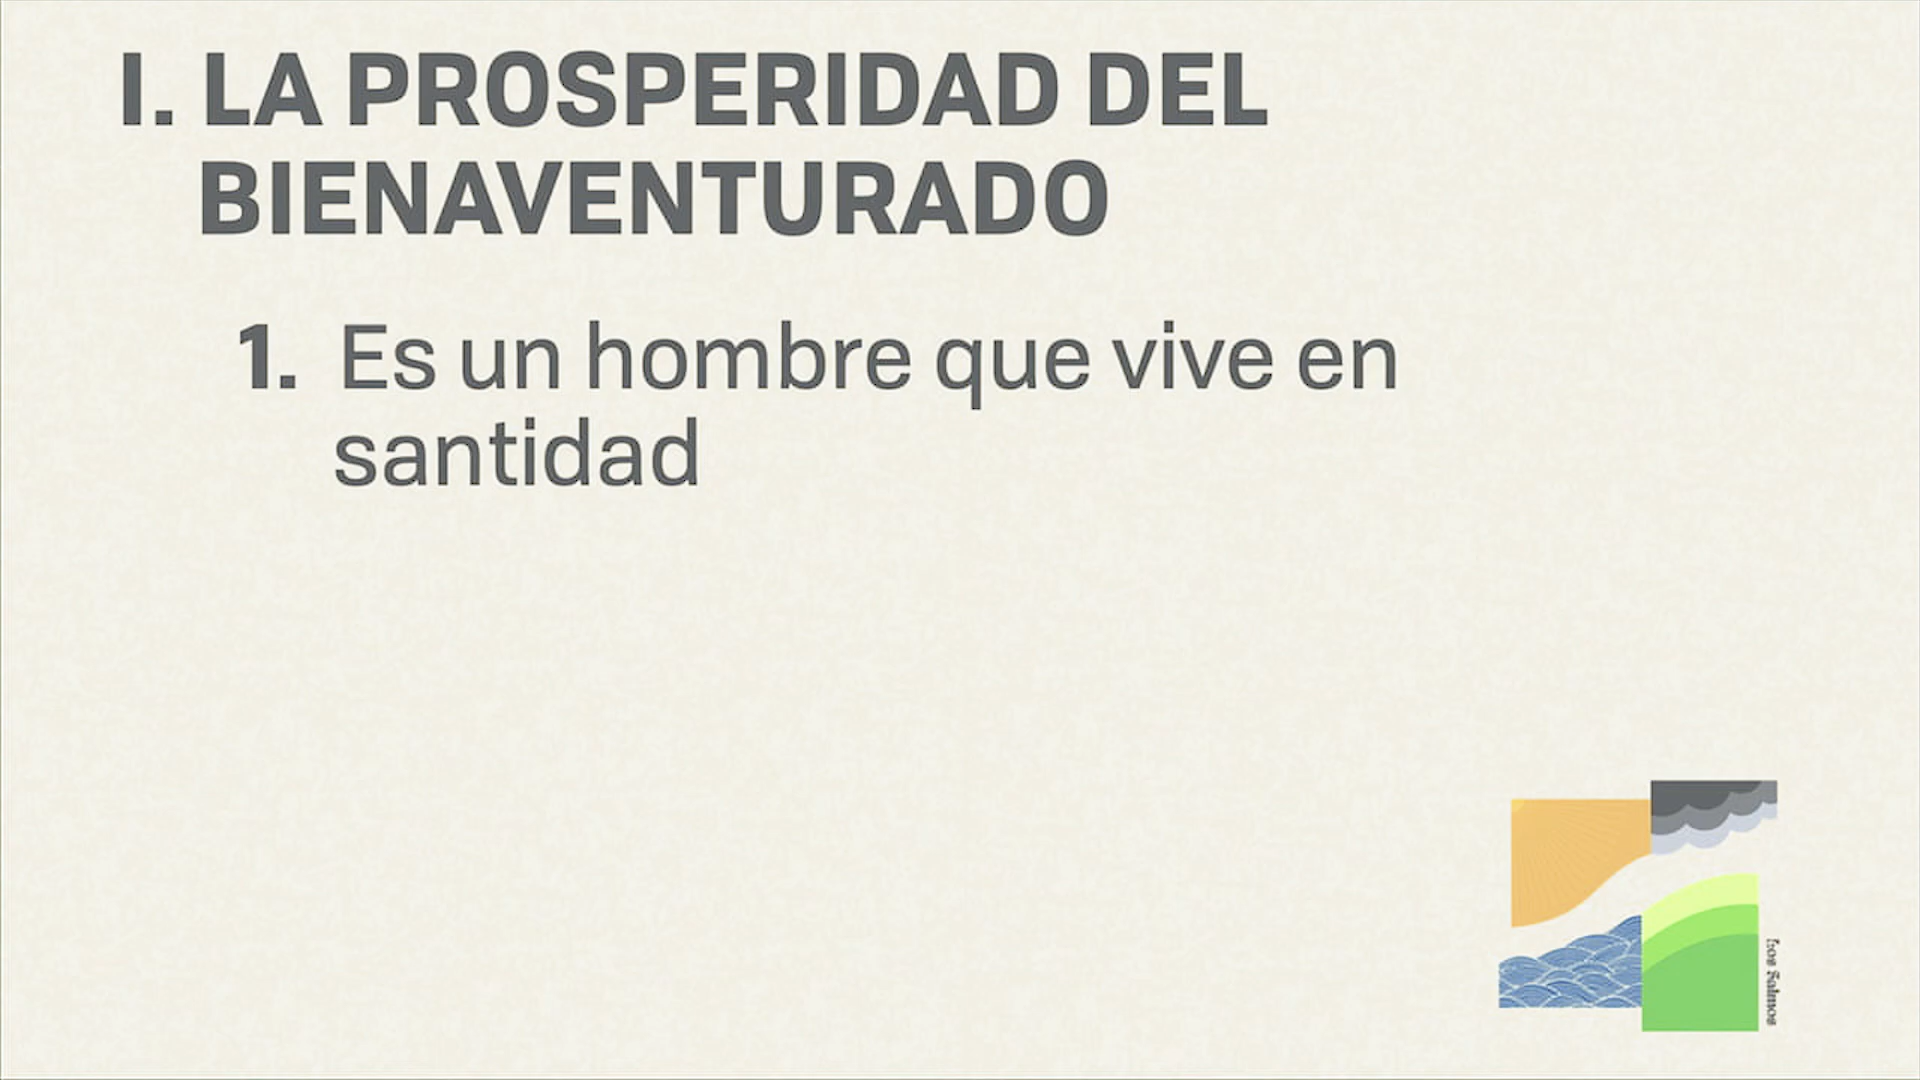 I. LA PROSPERIDAD DEL
BIENAVENTURADO
1. Es un hombre que vive en
santidad
Los Salmos